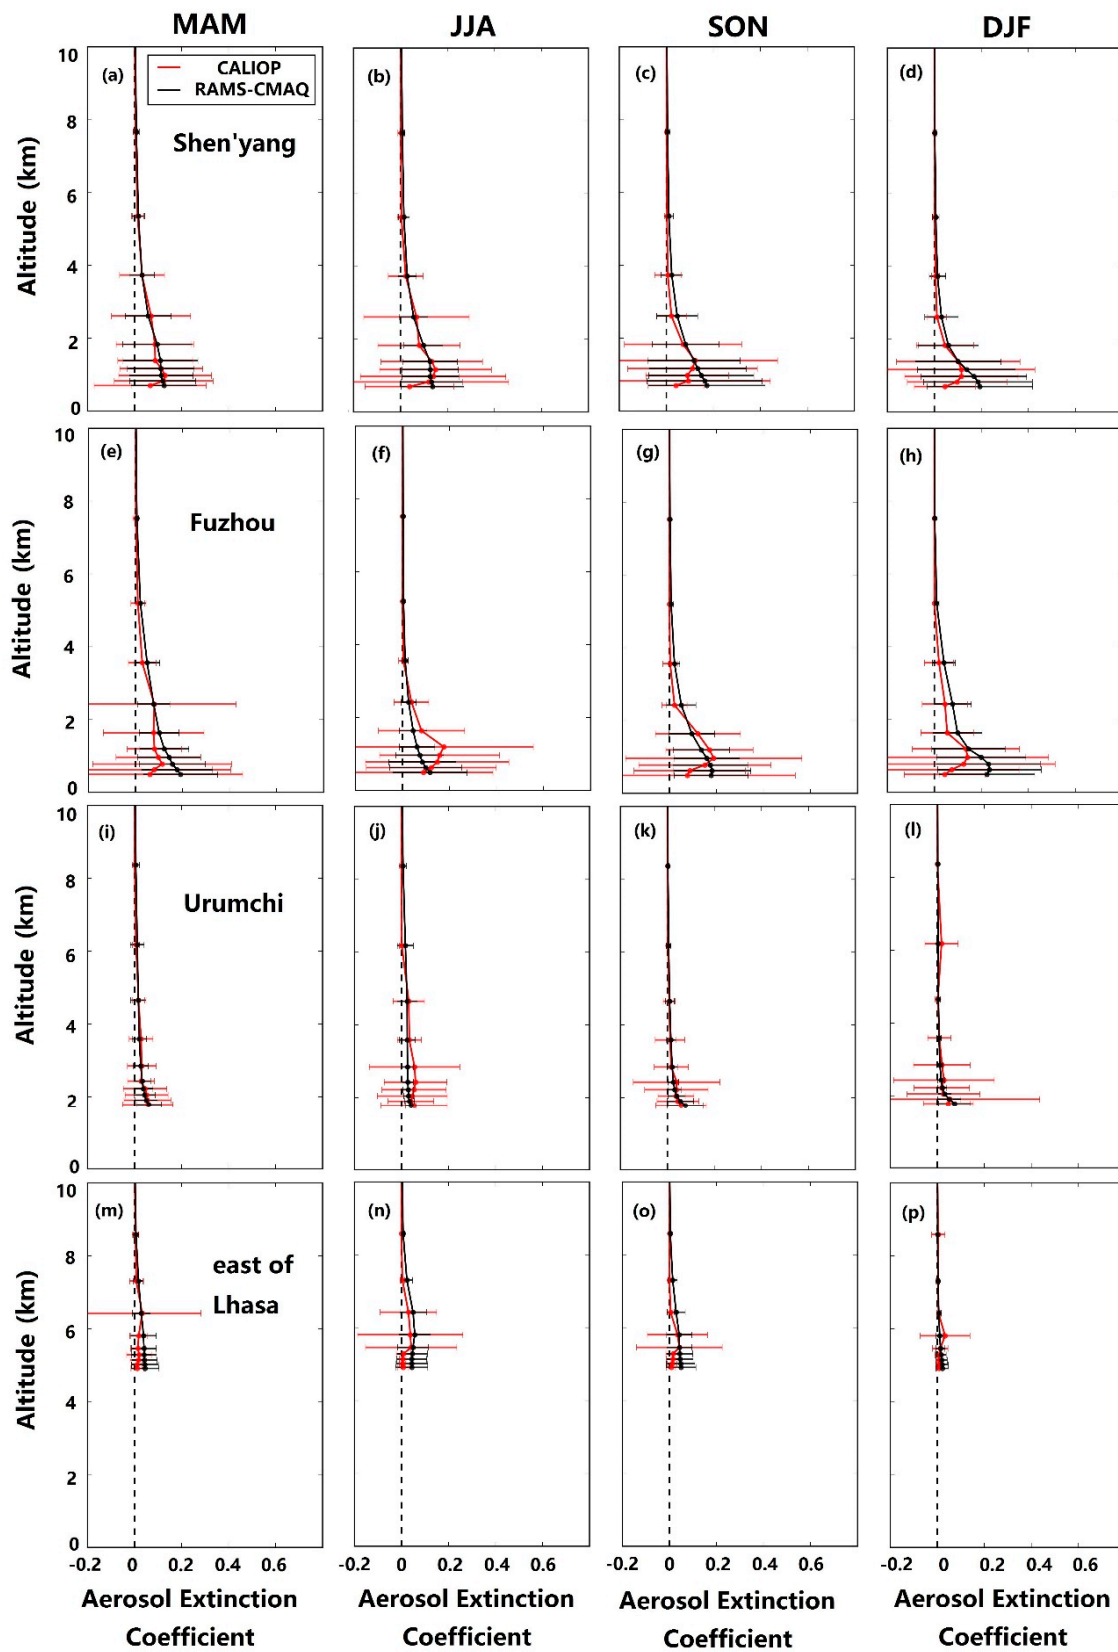 MAM JJA SON DJF
10 (a) CALIOP (b) (c) (d)
RAMS-CMAQ
8 Shen'yang
Altitude (km)
6
4
2
0
10 (e) (f) (g) (h)
8 Fuzhou
Altitude (km)
6
4
2
0
10 (i) (j) (k) (l)
8 Urumchi
Altitude (km)
6
4
2
0
10 (m) (n) (o) (p)
8 east of
Lhasa
Altitude (km)
6
4
2
0
-0.2 0 0.2 0.4 0.6 0 0.2 0.4 0.6 -0.2 0 0.2 0.4 0.6 -0.2 0 0.2 0.4 0.6
Aerosol Extinction Aerosol Extinction Aerosol Extinction Aerosol Extinction
Coefficient Coefficient Coefficient Coefficient